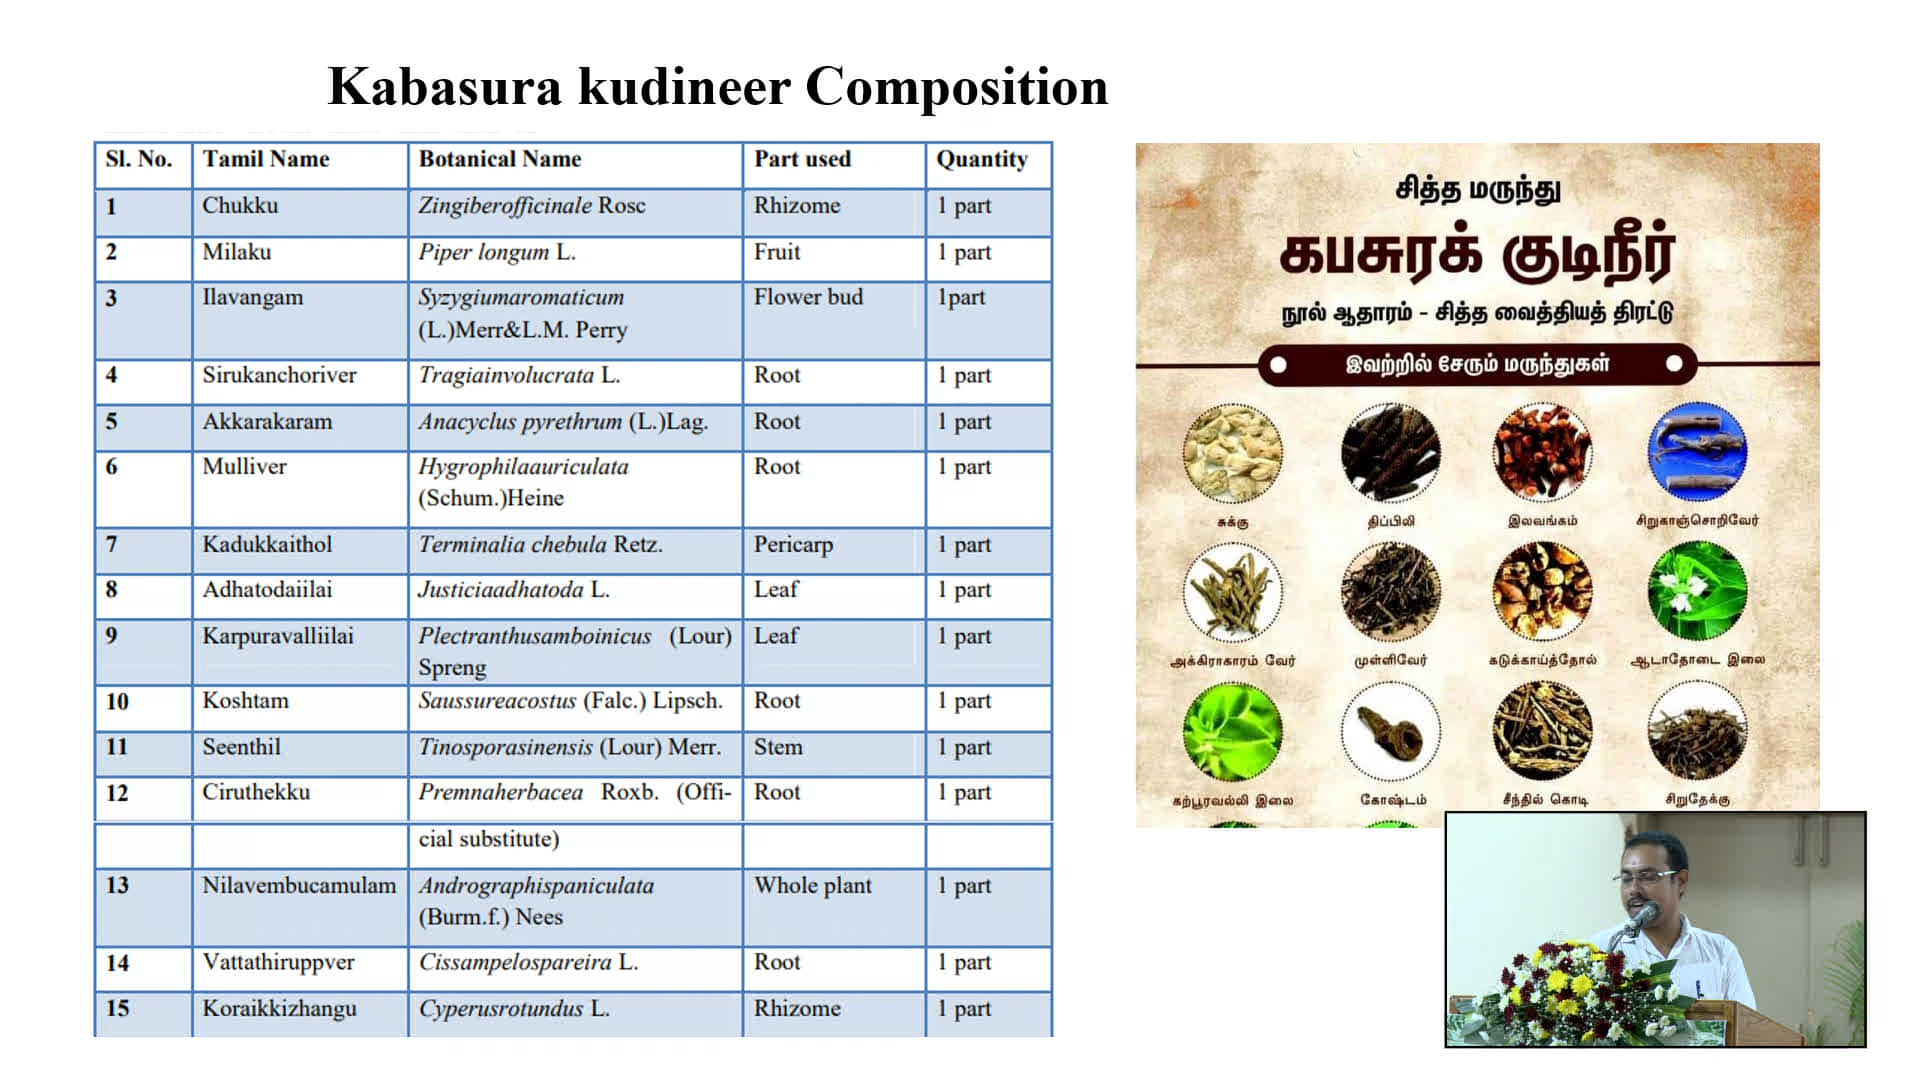 Kabasura kudineer Composition
Sl. No. Tamil Name Botanical Name Part used Quantity
1 Chukku Zingiberofficinale Rosc Rhizome 1 part
2 Milaku Piper longum L. Fruit 1 part
3 Ilavangam Syzygiumaromaticum Flower bud 1part
(L.)Merr&L.M. Perry
4 Sirukanchoriver Tragiainvolucrata L. Root 1 part
5 Akkarakaram Anacyclus pyrethrum (L.)Lag. Root 1 part
6 Mulliver Hygrophilaauriculata Root 1 part
(Schum.)Heine
7 Kadukkaithol Terminalia chebula Retz. Pericarp 1 part
8 Adhatodaiilai Justiciaadhatoda L. Leaf 1 part
9 Karpuravalliilai Plectranthusamboinicus (Lour) Leaf 1 part
Spreng
10 Koshtam Saussureacostus (Falc.) Lipsch. Root 1 part
11 Seenthil Tinosporasinensis (Lour) Merr. Stem 1 part
12 Ciruthekku Premnaherbacea Roxb. (Offi- Root 1 part
cial substitute)
13 Nilavembucamulam Andrographispaniculata Whole plant 1 part
(Burm.f.) Nees
14 Vattathiruppver Cissampelospareira L. Root 1 part
15 Koraikkizhangu Cyperusrotundus L. Rhizome 1 part
சித்த மருந்து
கபசுரக் குடிநீர்
நூல் ஆதாரம் - சித்த வைத்தியத் திரட்டு
இவற்றில் சேரும் மருந்துகள்
சுக்கு திப்பிலி இலவங்கம் சிறுகாஞ்சொறிவேர்
அக்கிராகாரம் வேர் முள்ளிவேர் கடுக்காய்த்தோல் ஆடாதோடை இலை
கற்பூரவல்லி இலை கோஷ்டம் சீந்தில் கொடி சிறுதேக்கு